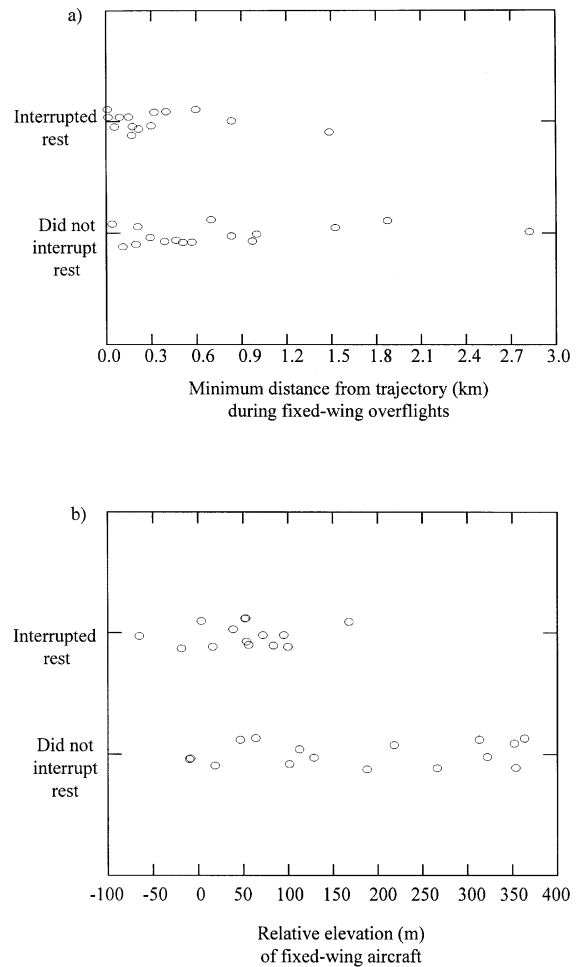 a)
Interrupted
rest
Did not
interrupt
rest
0.0 0.3 0.6 0.9 1.2 1.5 1.8 2.1 2.4 2.7 3.0
Minimum distance from trajectory (km)
during fixed-wing overflights
b)
Interrupted
rest
Did not
interrupt
rest
-100 -50 0 50 100 150 200 250 300 350 400
Relative elevation (m)
of fixed-wing aircraft